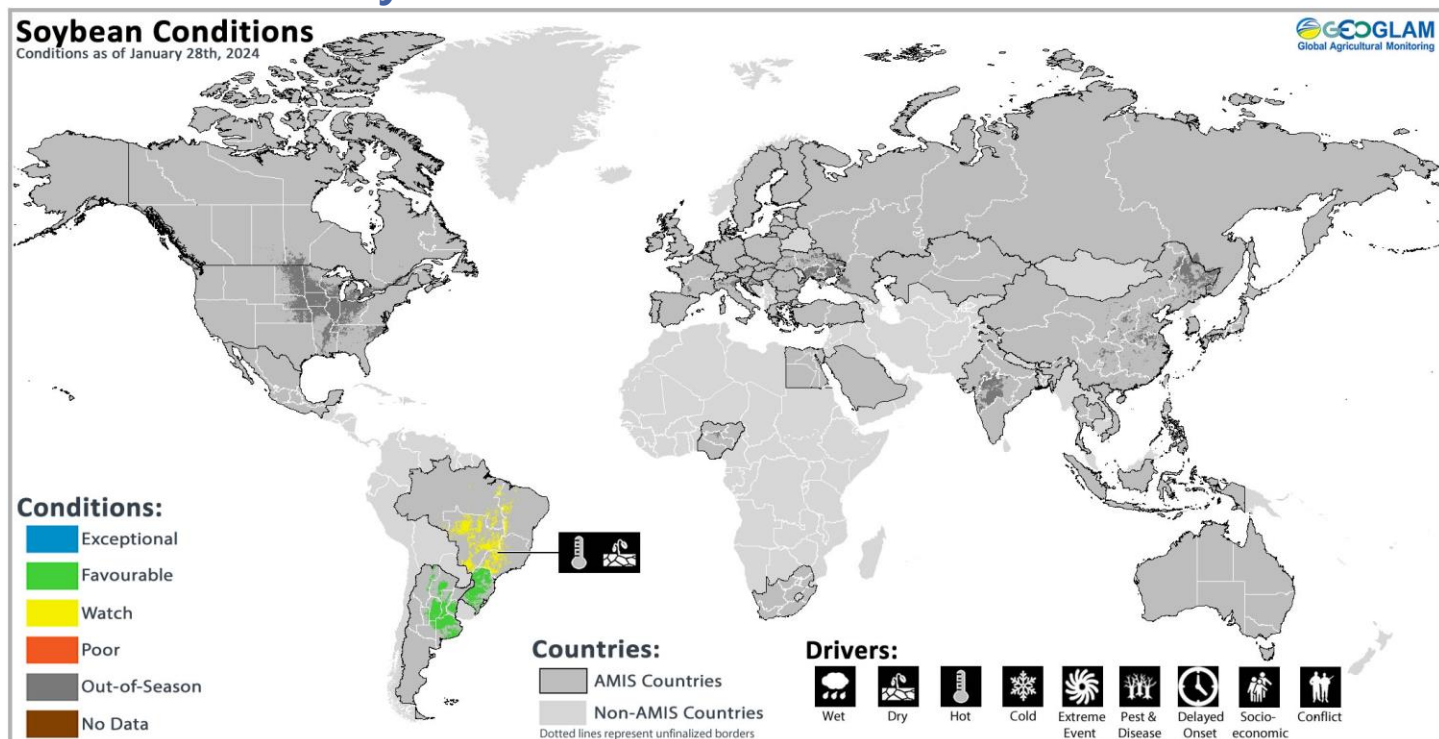 Soybean Conditions
Conditions as of January 28th, 2024
GEOGLAM
Global Agricultural Monitoring
Conditions:
Exceptional
Favourable
Watch
Poor
Out-of-Season
No Data
Countries:
AMIS Countries
Non-AMIS Countries
Dotted lines represent unfinalized borders
Drivers:
Wet
Dry
Hot
Cold
Extreme
Event
Pest &
Disease
Delayed
Onset
Socio-
economic
Conflict